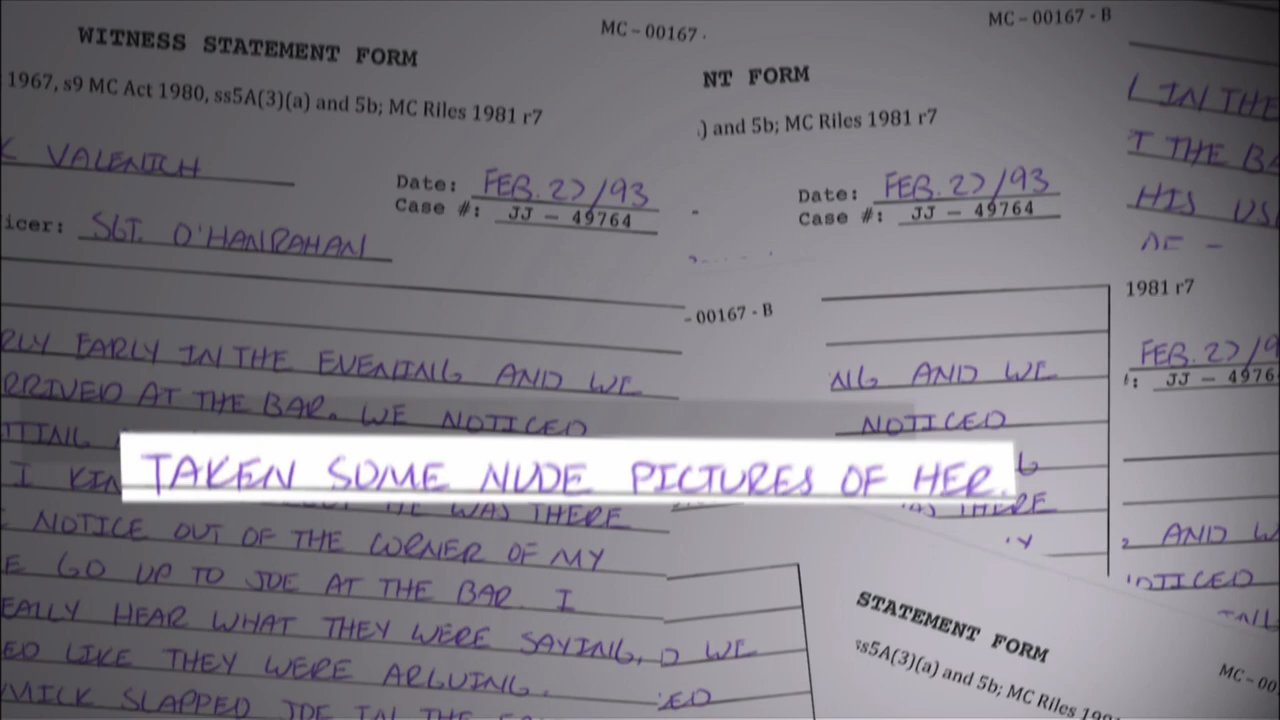 WITNESS STATEMENT FORM
MC - 00167 -
MC - 00167 - B
1967, s9 MC Act 1980, ss5A(3)(a) and 5b; MC Riles 1981 r7
VALENICH
Date: FEB. 27/93
Case #: JJ - 49764
icer: SGT. O'HANRAHAN
EARLY IN THE EVENING AND WE
AT THE BAR. WE NOTICED
TAKEN SOME NUDE PICTURES OF HER.
I
WAS THERE
NOTICE OUT OF THE CORNER OF MY
GO UP TO JOE AT THE BAR. I
HEAR WHAT THEY WERE SAYING,
LIKE THEY WERE ARGUING.
SLAPPED JOE IN THE
NT FORM
) and 5b; MC Riles 1981 r7
Date: FEB. 27/93
Case #: JJ - 49764
- 00167 - B
AND WE
NOTICED
WE
IN THE
THE
HIS
1981 r7
FEB. 27/9
JJ - 4976
AND
STATEMENT FORM
ss5A(3)(a) and 5b; MC Riles
MC - 00